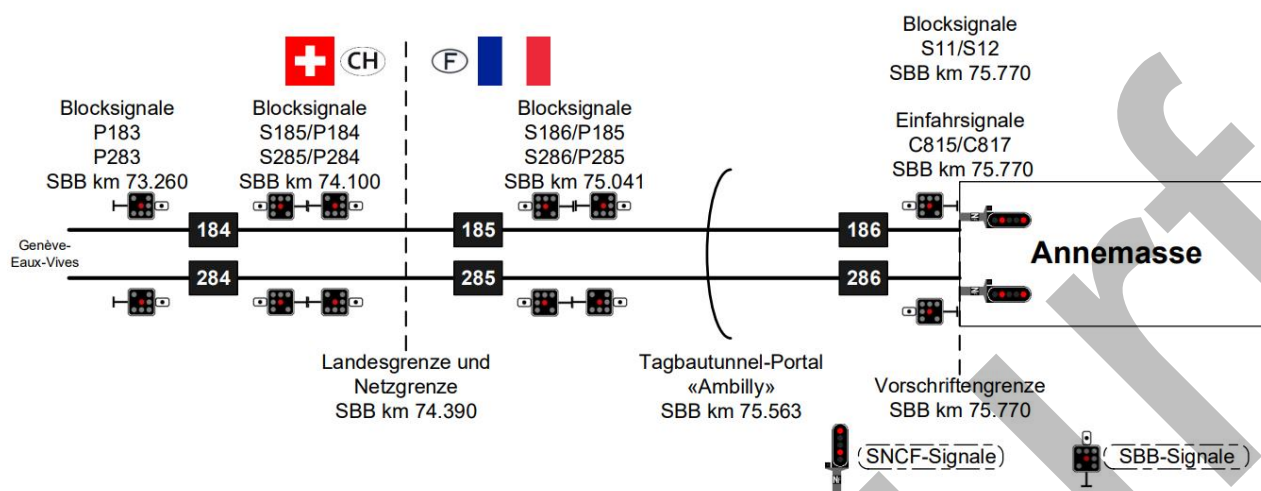 Blocksignale
S11/S12
SBB km 75.770
CH
F
Blocksignale
P183
P283
SBB km 73.260
Blocksignale
S185/P184
S285/P284
SBB km 74.100
Blocksignale
S186/P185
S286/P285
SBB km 75.041
Einfahrsignale
C815/C817
SBB km 75.770
Genève-
Eaux-Vives
184
185
186
N
284
285
286
N
Annemasse
Landesgrenze und
Netzgrenze
SBB km 74.390
Tagbautunnel-Portal
«Ambilly»
SBB km 75.563
Vorschriftengrenze
SBB km 75.770
N
SNCF-Signale
SBB-Signale